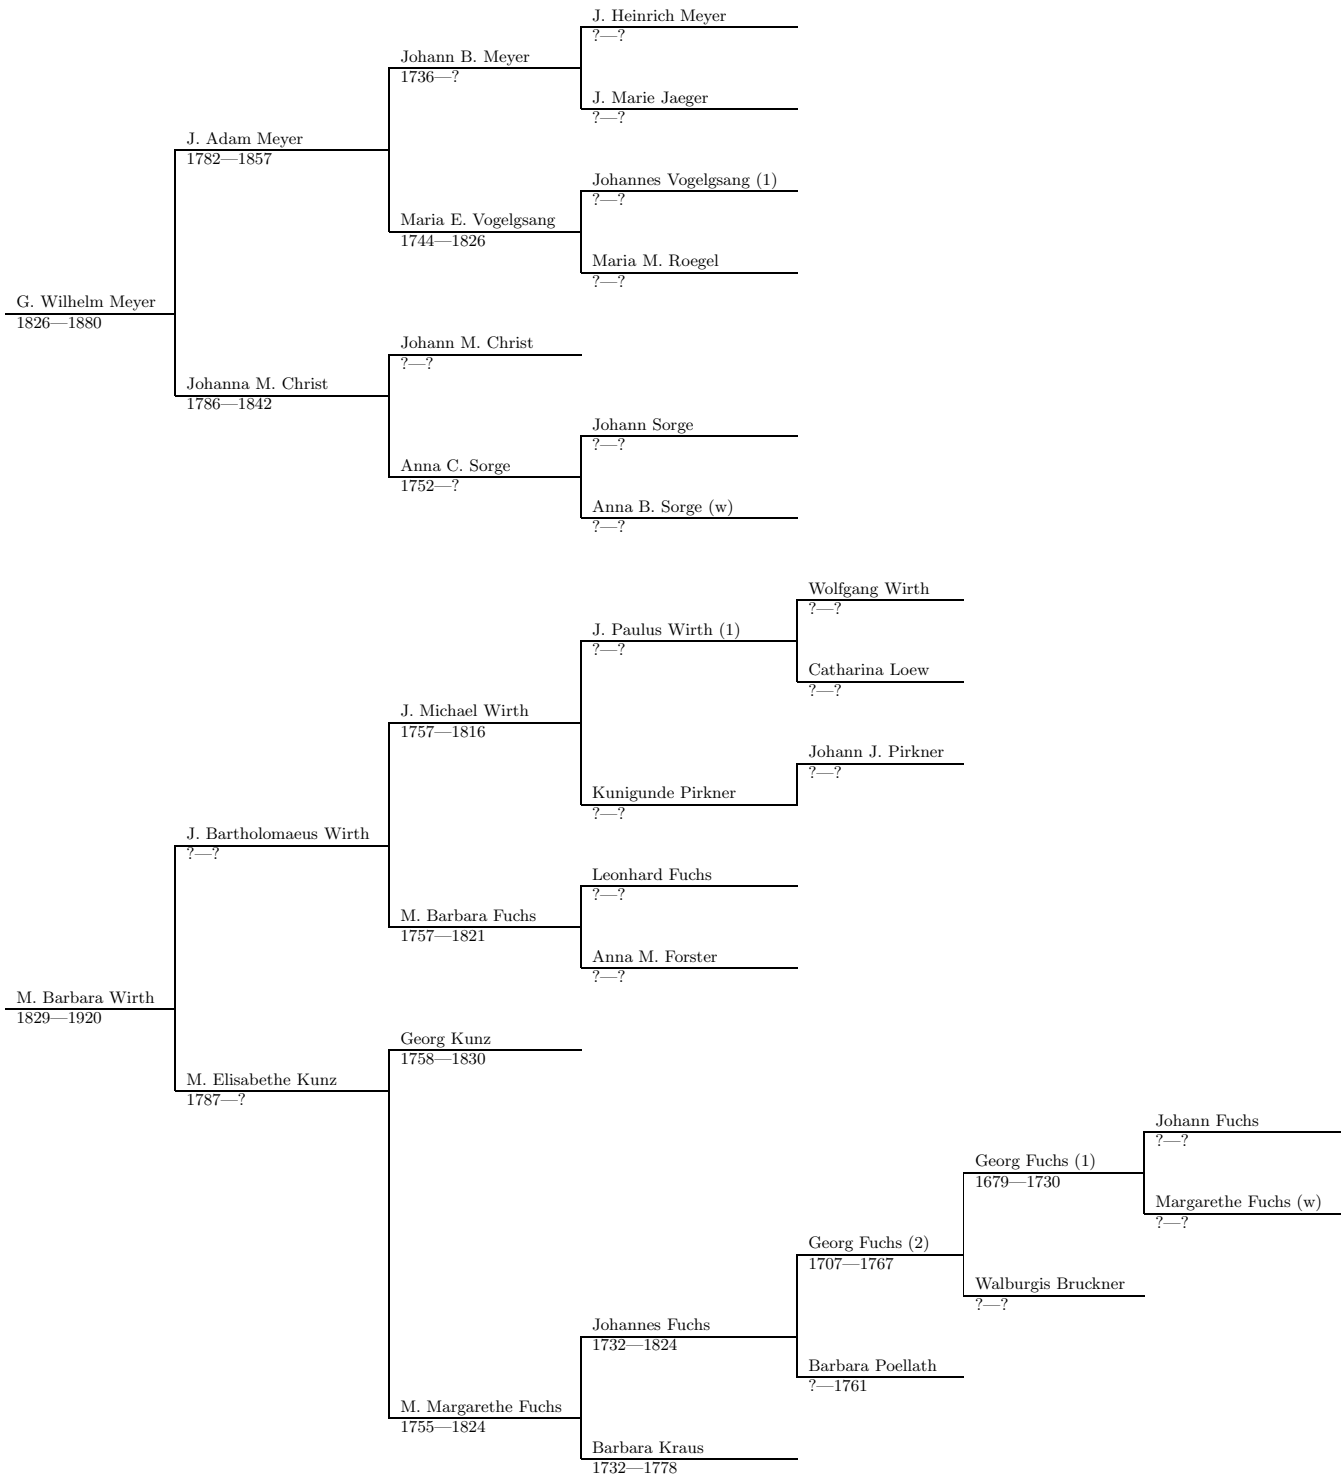 J. Heinrich Meyer
?—?
Johann B. Meyer
1736—?
J. Marie Jaeger
?—?
J. Adam Meyer
1782—1857
Johannes Vogelgsang (1)
?—?
Maria E. Vogelgsang
1744—1826
Maria M. Roegel
?—?
G. Wilhelm Meyer
1826—1880
Johann M. Christ
?—?
Johanna M. Christ
1786—1842
Johann Sorge
?—?
Anna C. Sorge
1752—?
Anna B. Sorge (w)
?—?
Wolfgang Wirth
?—?
J. Paulus Wirth (1)
?—?
Catharina Loew
?—?
J. Michael Wirth
1757—1816
Johann J. Pirkner
?—?
Kunigunde Pirkner
?—?
J. Bartholomaeus Wirth
?—?
Leonhard Fuchs
?—?
M. Barbara Fuchs
1757—1821
Anna M. Forster
?—?
M. Barbara Wirth
1829—1920
Georg Kunz
1758—1830
M. Elisabethe Kunz
1787—?
Johann Fuchs
?—?
Georg Fuchs (1)
1679—1730
Margarethe Fuchs (w)
?—?
Georg Fuchs (2)
1707—1767
Walburgis Bruckner
?—?
Johannes Fuchs
1732—1824
Barbara Poellath
?—1761
M. Margarethe Fuchs
1755—1824
Barbara Kraus
1732—1778